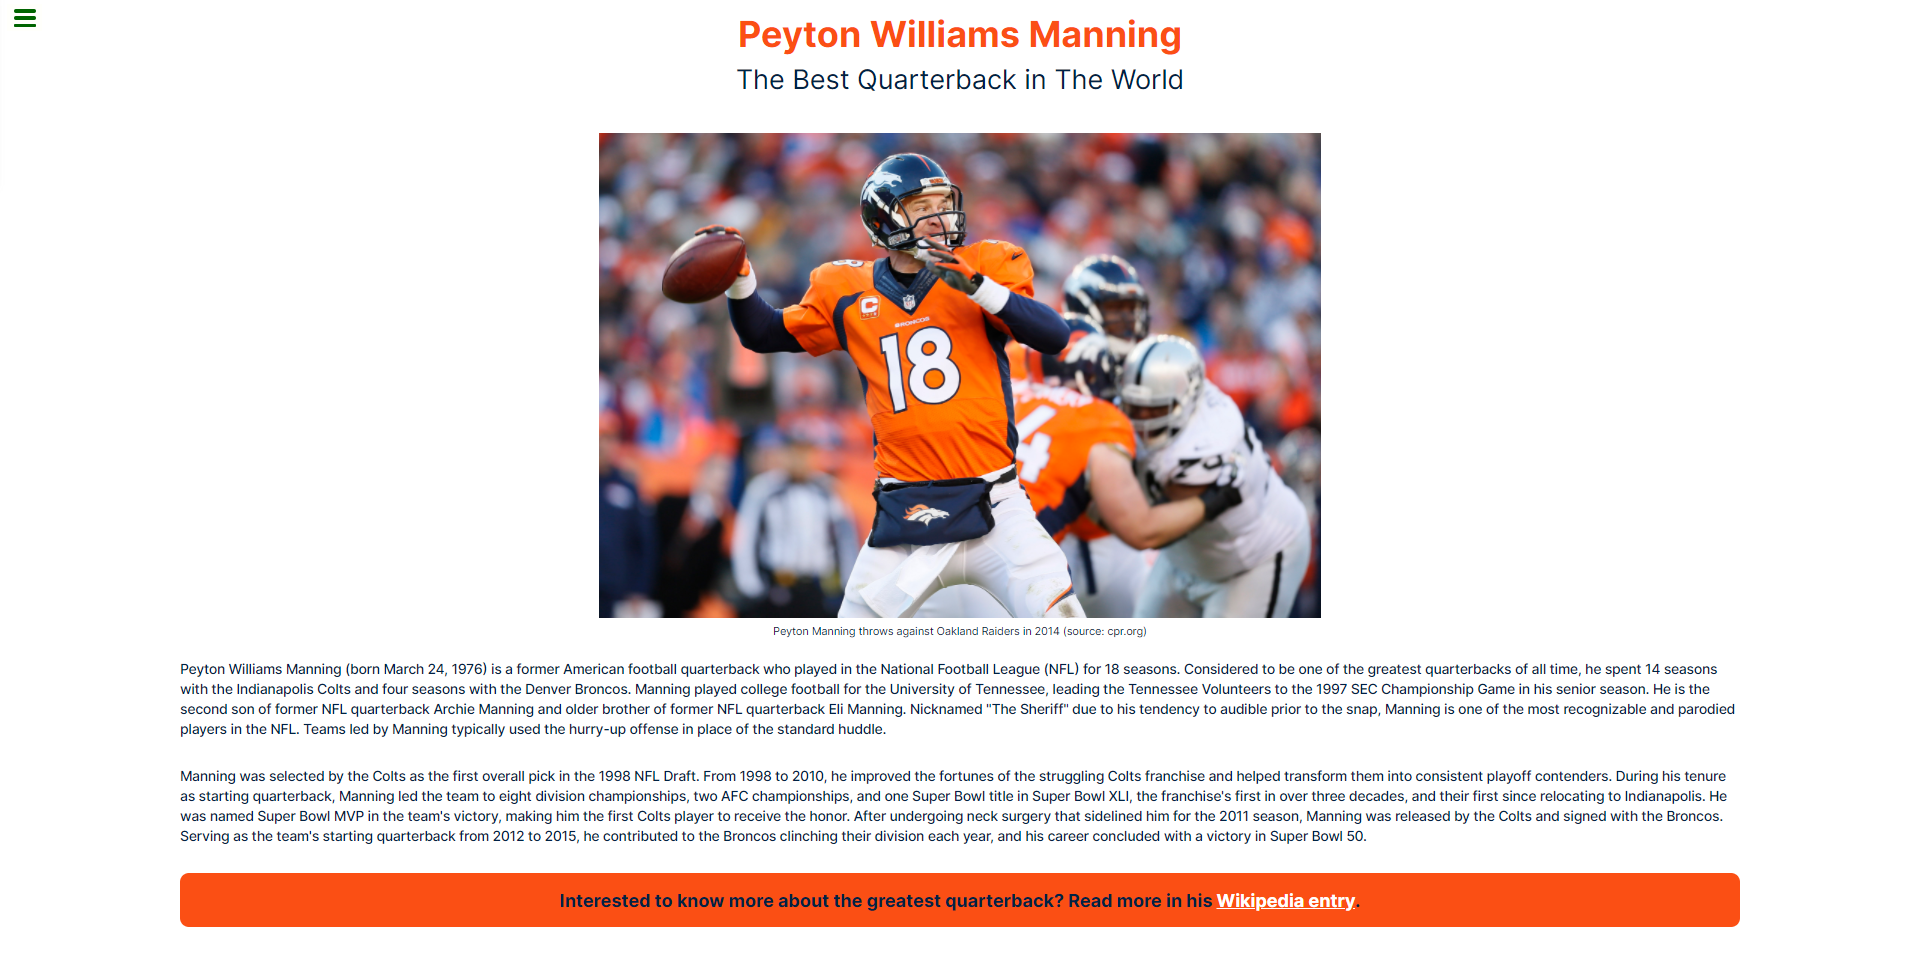 Peyton Williams Manning
The Best Quarterback in The World
C
BRONCOS
18
4
Peyton Manning throws against Oakland Raiders in 2014 (source: cpr.org)
Peyton Williams Manning (born March 24, 1976) is a former American football quarterback who played in the National Football League (NFL) for 18 seasons. Considered to be one of the greatest quarterbacks of all time, he spent 14 seasons
with the Indianapolis Colts and four seasons with the Denver Broncos. Manning played college football for the University of Tennessee, leading the Tennessee Volunteers to the 1997 SEC Championship Game in his senior season. He is the
second son of former NFL quarterback Archie Manning and older brother of former NFL quarterback Eli Manning. Nicknamed "The Sheriff" due to his tendency to audible prior to the snap, Manning is one of the most recognizable and parodied
players in the NFL. Teams led by Manning typically used the hurry-up offense in place of the standard huddle.
Manning was selected by the Colts as the first overall pick in the 1998 NFL Draft. From 1998 to 2010, he improved the fortunes of the struggling Colts franchise and helped transform them into consistent playoff contenders. During his tenure
as starting quarterback, Manning led the team to eight division championships, two AFC championships, and one Super Bowl title in Super Bowl XLI, the franchise's first in over three decades, and their first since relocating to Indianapolis. He
was named Super Bowl MVP in the team's victory, making him the first Colts player to receive the honor. After undergoing neck surgery that sidelined him for the 2011 season, Manning was released by the Colts and signed with the Broncos.
Serving as the team's starting quarterback from 2012 to 2015, he contributed to the Broncos clinching their division each year, and his career concluded with a victory in Super Bowl 50.
Interested to know more about the greatest quarterback? Read more in his Wikipedia entry.